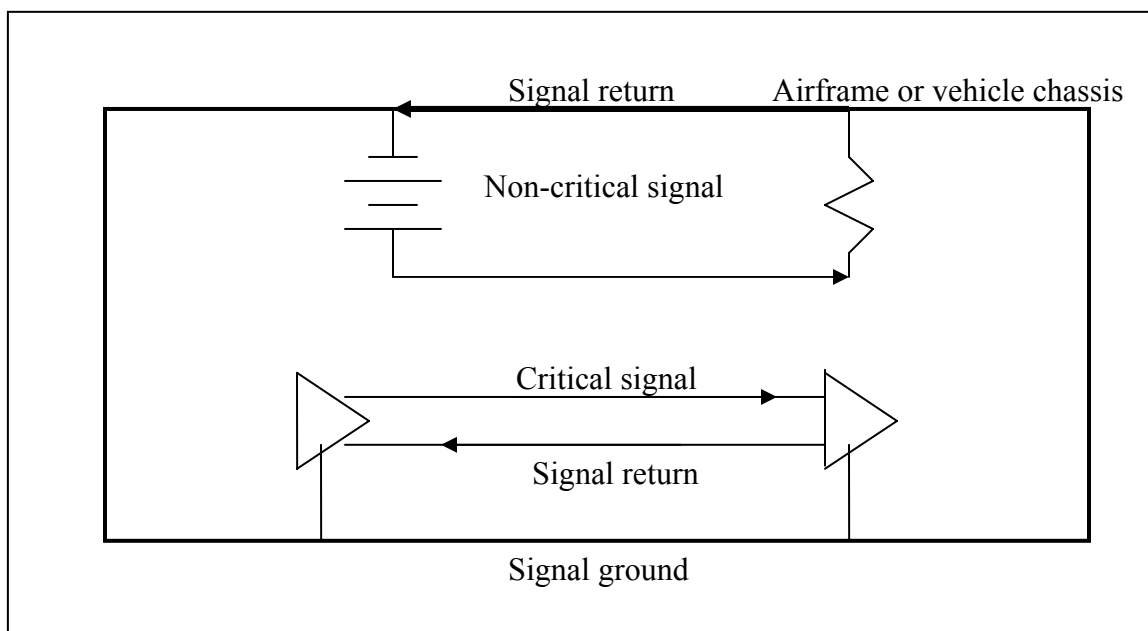 Signal return
Airframe or vehicle chassis
Non-critical signal
Critical signal
Signal return
Signal ground